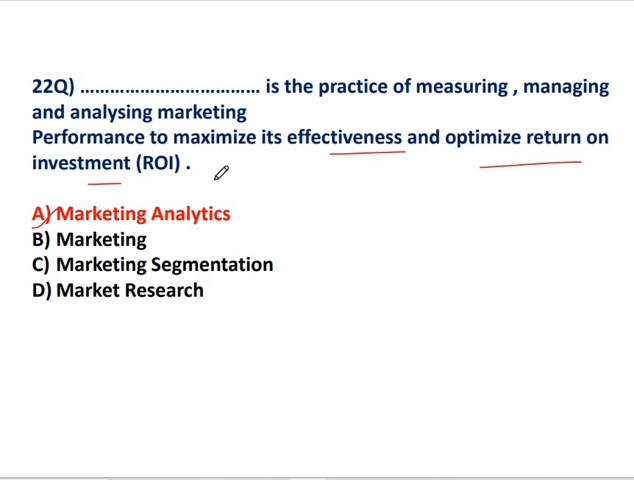 22Q) .................................... is the practice of measuring , managing
and analysing marketing
Performance to maximize its effectiveness and optimize return on
investment (ROI) .
A) Marketing Analytics
B) Marketing
C) Marketing Segmentation
D) Market Research